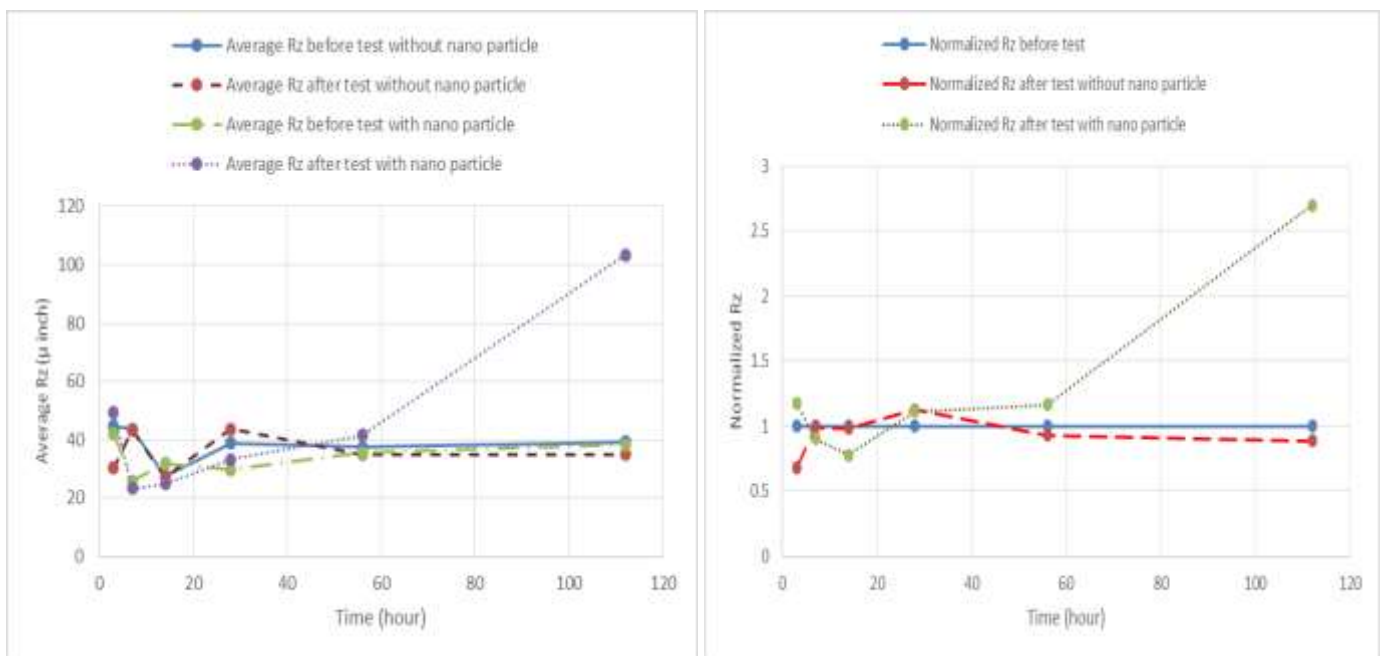 Average Rz before test without nano particle
Average Rz after test without nano particle
Average Rz before test with nano particle
Average Rz after test with nano particle
120
100
80
60
40
20
0
0 20 40 60 80 100 120
Average Rz (µ inch)
Time (hour)
Normalized Rz before test
Normalized Rz after test without nano particle
Normalized Rz after test with nano particle
3
2.5
2
1.5
1
0.5
0
0 20 40 60 80 100 120
Normalized Rz
Time (hour)